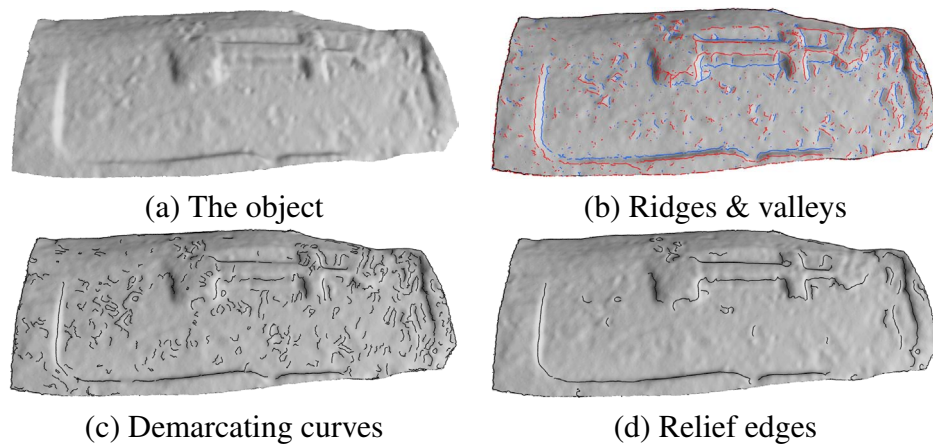 (a) The object
(b) Ridges & valleys
(c) Demarcating curves
(d) Relief edges